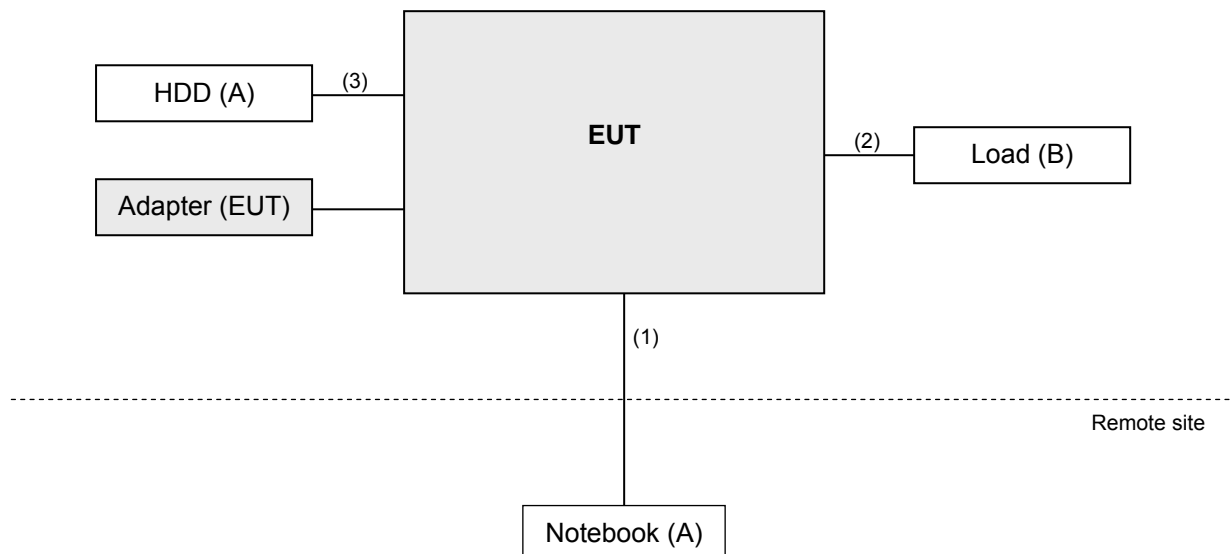 HDD (A)
(3)
EUT
(2)
Load (B)
Adapter (EUT)
(1)
Remote site
Notebook (A)